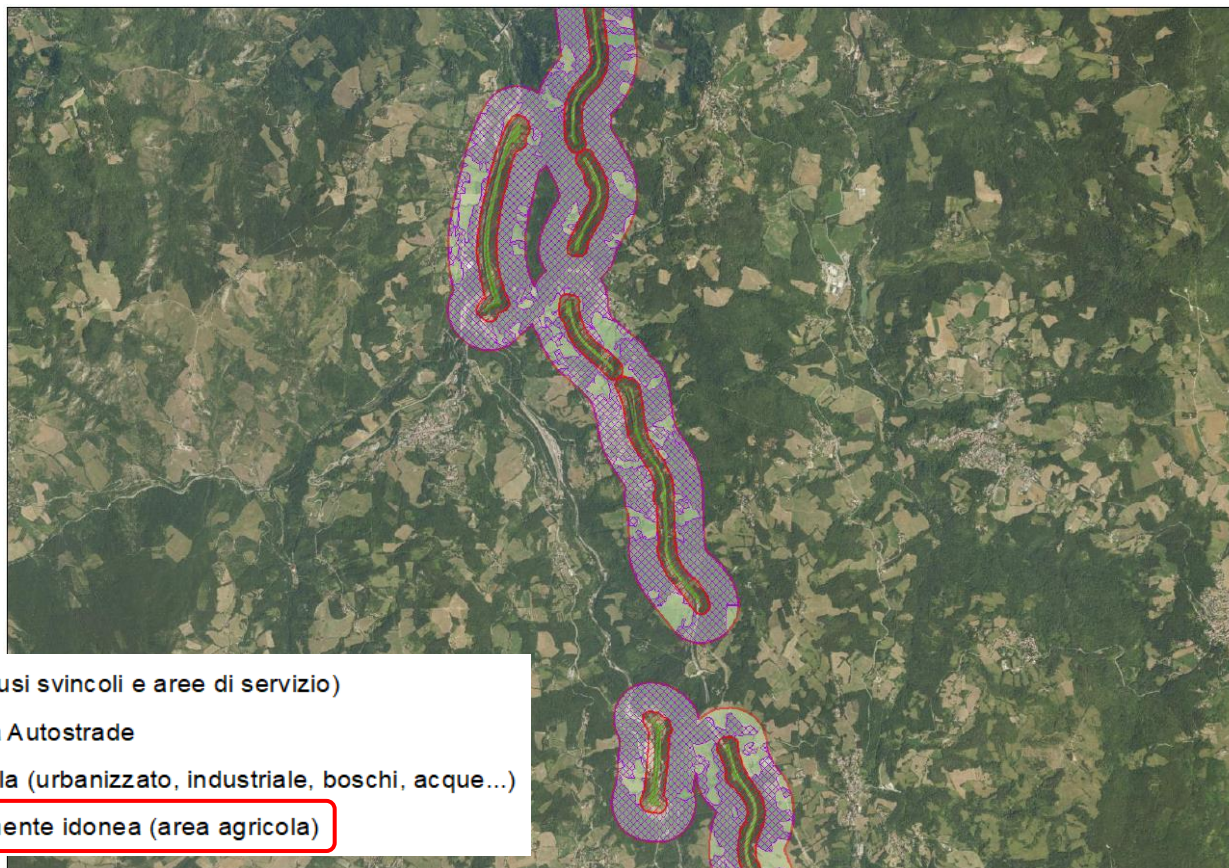 usi svincoli e aree di servizio)
Autostrade
la (urbanizzato, industriale, boschi, acque...)
ente idonea (area agricola)